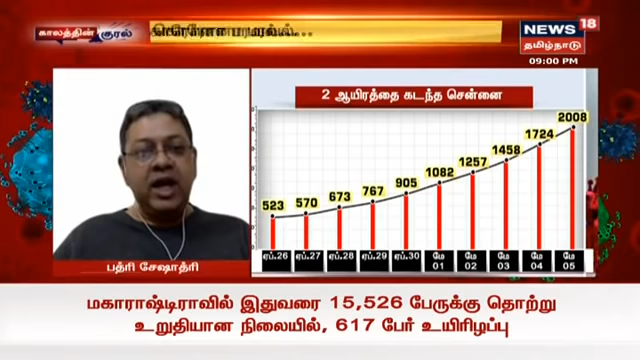 காலத்தின் குரல்
NEWS 18
தமிழ்நாடு
09:00 PM
2 ஆயிரத்தை கடந்த சென்னை
523 570 673 767 905 1082 1257 1458 1724 2008
ஏப்.26 ஏப்.27 ஏப்.28 ஏப்.29 ஏப்.30 மே 01 மே 02 மே 03 மே 04 மே 05
பத்ரி சேஷாத்ரி
மகாராஷ்டிராவில் இதுவரை 15,526 பேருக்கு தொற்று
உறுதியான நிலையில், 617 பேர் உயிரிழப்பு